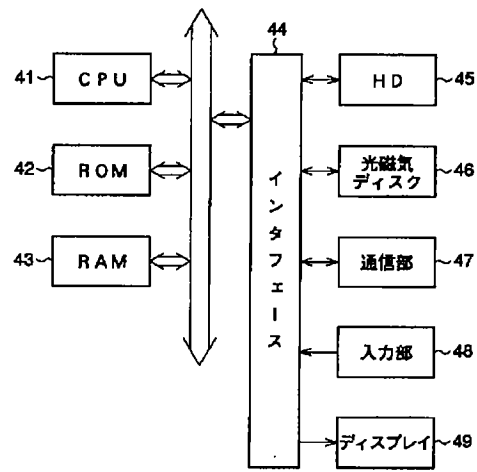 41
CPU
42
ROM
43
RAM
44
インタフェース
HD
45
光磁気
ディスク
46
通信部
47
入力部
48
ディスプレイ
49